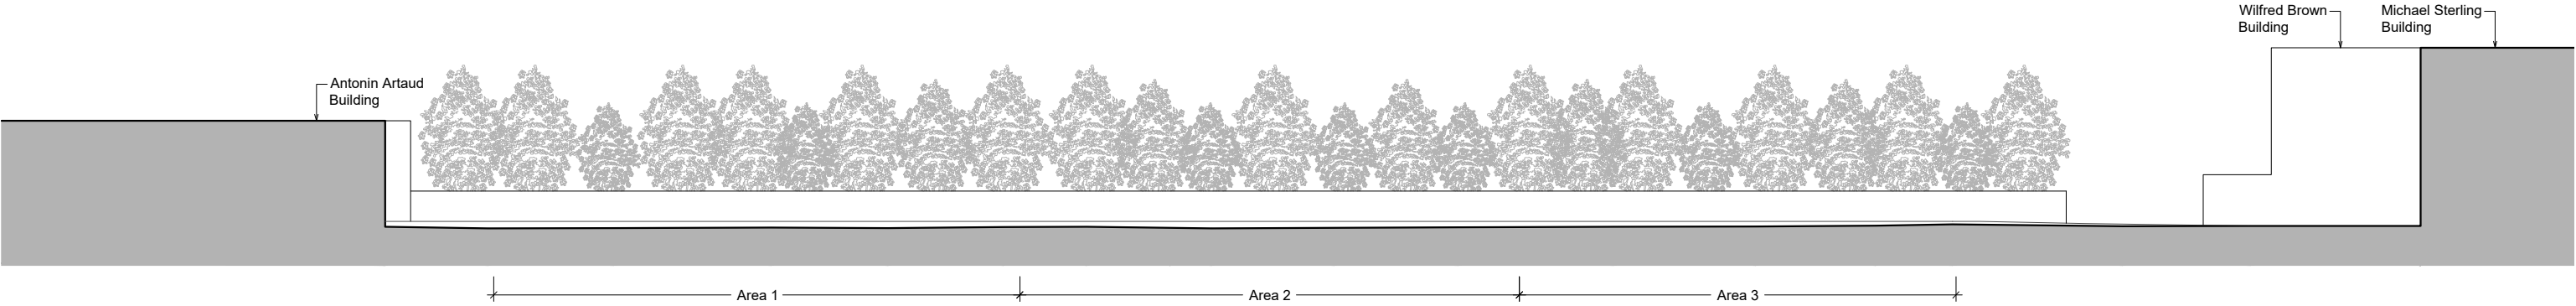 Antonin Artaud
Building
Wilfred Brown
Building
Michael Sterling
Building
Area 1
Area 2
Area 3